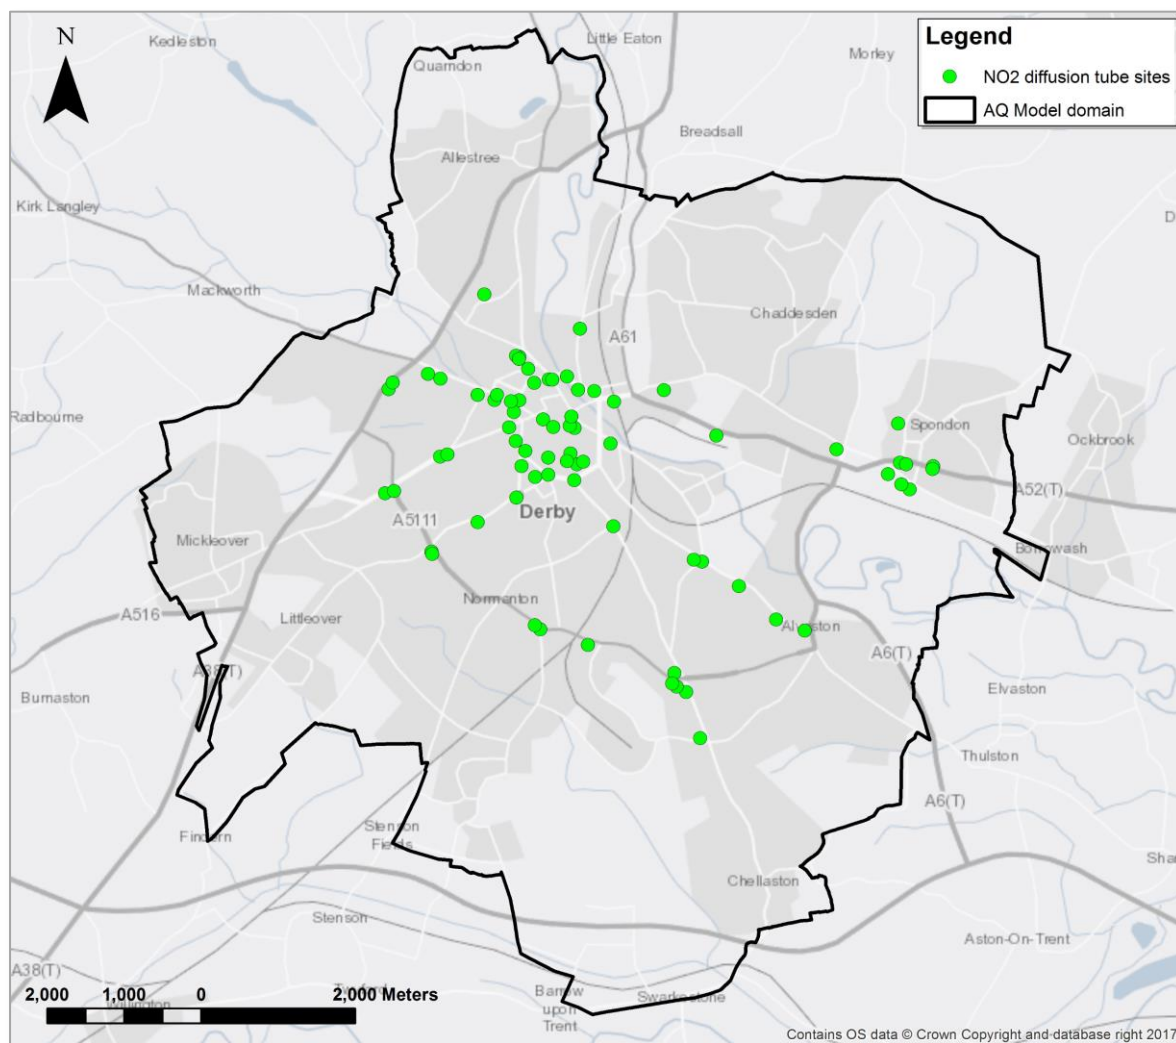 N
Kedleston
Little Eaton
Quarndon
Morley
Legend
NO2 diffusion tube sites
AQ Model domain
Breadsall
Allestree
Kirk Langley
D
Mackworth
Chaddesden
A61
Radbourne
Spondon
Ockbrook
A52(T)
Derby
A5111
Mickleover
Borrowash
Normanton
A516
Littleover
Alvaston
A6(T)
A38(T)
Burnaston
Elvaston
Thulston
A6(T)
Findern
Stenson
Fields
Sha
Chellaston
Stenson
Aston-On-Trent
A38(T)
2,000 1,000 0 2,000 Meters
Willington
Twyford
Barrow
upon
Trent
Swarkestone
Contains OS data © Crown Copyright and database right 2017